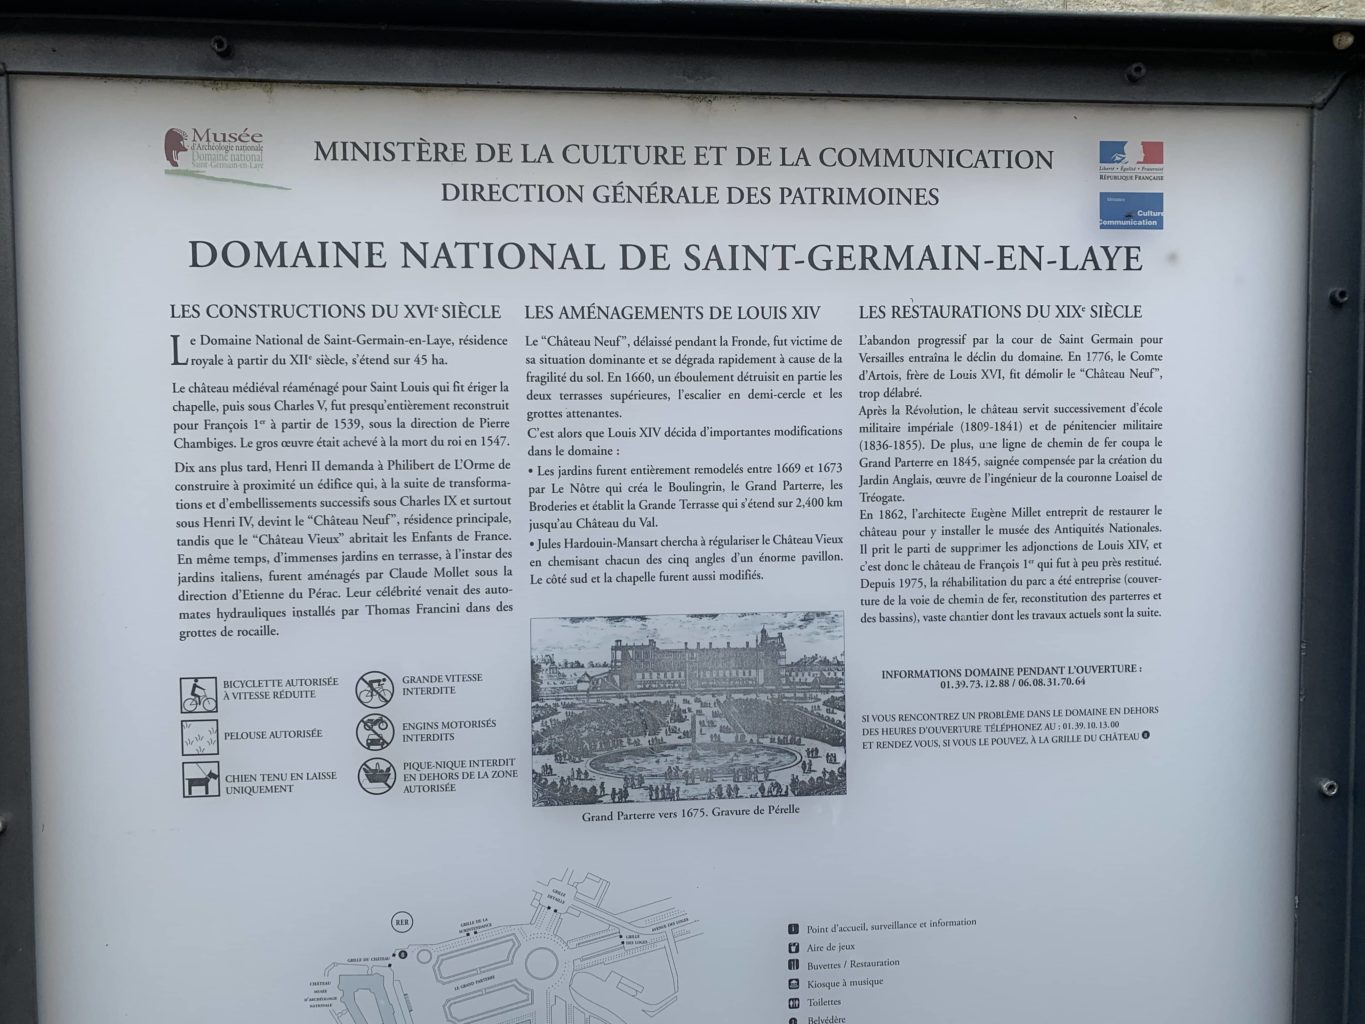 Musée
d'Archéologie nationale
Domaine national
Saint-Germain-en-Laye
MINISTÈRE DE LA CULTURE ET DE LA COMMUNICATION
DIRECTION GÉNÉRALE DES PATRIMOINES
Liberté • Égalité • Fraternité
RÉPUBLIQUE FRANÇAISE
Ministère
Culture
Communication
DOMAINE NATIONAL DE SAINT-GERMAIN-EN-LAYE
LES CONSTRUCTIONS DU XVIe SIÈCLE
Le Domaine National de Saint-Germain-en-Laye, résidence
royale à partir du XIIe siècle, s'étend sur 45 ha.
Le château médiéval réaménagé pour Saint Louis qui fit ériger la
chapelle, puis sous Charles V, fut presqu'entièrement reconstruit
pour François 1er à partir de 1539, sous la direction de Pierre
Chambiges. Le gros œuvre était achevé à la mort du roi en 1547.
Dix ans plus tard, Henri II demanda à Philibert de L'Orme de
construire à proximité un édifice qui, à la suite de transforma-
tions et d'embellissements successifs sous Charles IX et surtout
sous Henri IV, devint le “Château Neuf”, résidence principale,
tandis que le “Château Vieux” abritait les Enfants de France.
En même temps, d'immenses jardins en terrasse, à l'instar des
jardins italiens, furent aménagés par Claude Mollet sous la
direction d'Etienne du Pérac. Leur célébrité venait des auto-
mates hydrauliques installés par Thomas Francini dans des
grottes de rocaille.
LES AMÉNAGEMENTS DE LOUIS XIV
Le “Château Neuf”, délaissé pendant la Fronde, fut victime de
sa situation dominante et se dégrada rapidement à cause de la
fragilité du sol. En 1660, un éboulement détruisit en partie les
deux terrasses supérieures, l'escalier en demi-cercle et les
grottes attenantes.
C'est alors que Louis XIV décida d'importantes modifications
dans le domaine :
• Les jardins furent entièrement remodelés entre 1669 et 1673
par Le Nôtre qui créa le Boulingrin, le Grand Parterre, les
Broderies et établit la Grande Terrasse qui s'étend sur 2,400 km
jusqu'au Château du Val.
• Jules Hardouin-Mansart chercha à régulariser le Château Vieux
en chemisant chacun des cinq angles d'un énorme pavillon.
Le côté sud et la chapelle furent aussi modifiés.
LES RESTAURATIONS DU XIXe SIÈCLE
L'abandon progressif par la cour de Saint Germain pour
Versailles entraîna le déclin du domaine. En 1776, le Comte
d'Artois, frère de Louis XVI, fit démolir le “Château Neuf”,
trop délabré.
Après la Révolution, le château servit successivement d'école
militaire impériale (1809-1841) et de pénitencier militaire
(1836-1855). De plus, une ligne de chemin de fer coupa le
Grand Parterre en 1845, saignée compensée par la création du
Jardin Anglais, œuvre de l'ingénieur de la couronne Loaisel de
Tréogate.
En 1862, l'architecte Eugène Millet entreprit de restaurer le
château pour y installer le musée des Antiquités Nationales.
Il prit le parti de supprimer les adjonctions de Louis XIV, et
c'est donc le château de François 1er qui fut à peu près restitué.
Depuis 1975, la réhabilitation du parc a été entreprise (couver-
ture de la voie de chemin de fer, reconstitution des parterres et
des bassins), vaste chantier dont les travaux actuels sont la suite.
BICYCLETTE AUTORISÉE
À VITESSE RÉDUITE
PELOUSE AUTORISÉE
CHIEN TENU EN LAISSE
UNIQUEMENT
GRANDE VITESSE
INTERDITE
ENGINS MOTORISÉS
INTERDITS
PIQUE-NIQUE INTERDIT
EN DEHORS DE LA ZONE
AUTORISÉE
Grand Parterre vers 1675. Gravure de Pérelle
INFORMATIONS DOMAINE PENDANT L'OUVERTURE :
01.39.73.12.88 / 06.08.31.70.64
SI VOUS RENCONTREZ UN PROBLÈME DANS LE DOMAINE EN DEHORS
DES HEURES D'OUVERTURE TÉLÉPHONEZ AU : 01.39.10.13.00
ET RENDEZ VOUS, SI VOUS LE POUVEZ, À LA GRILLE DU CHÂTEAU
RER
GRILLE DE LA
SURINTENDANCE
GRILLE
DETAILLE
GRILLE
DES LOGES
AVENUE DES LOGES
GRILLE DU CHÂTEAU
LE GRAND PARTERRE
CHÂTEAU
MUSÉE
D'ARCHÉOLOGIE
NATIONALE
Point d'accueil, surveillance et information
Aire de jeux
Buvettes / Restauration
Kiosque à musique
Toilettes
Belvédère